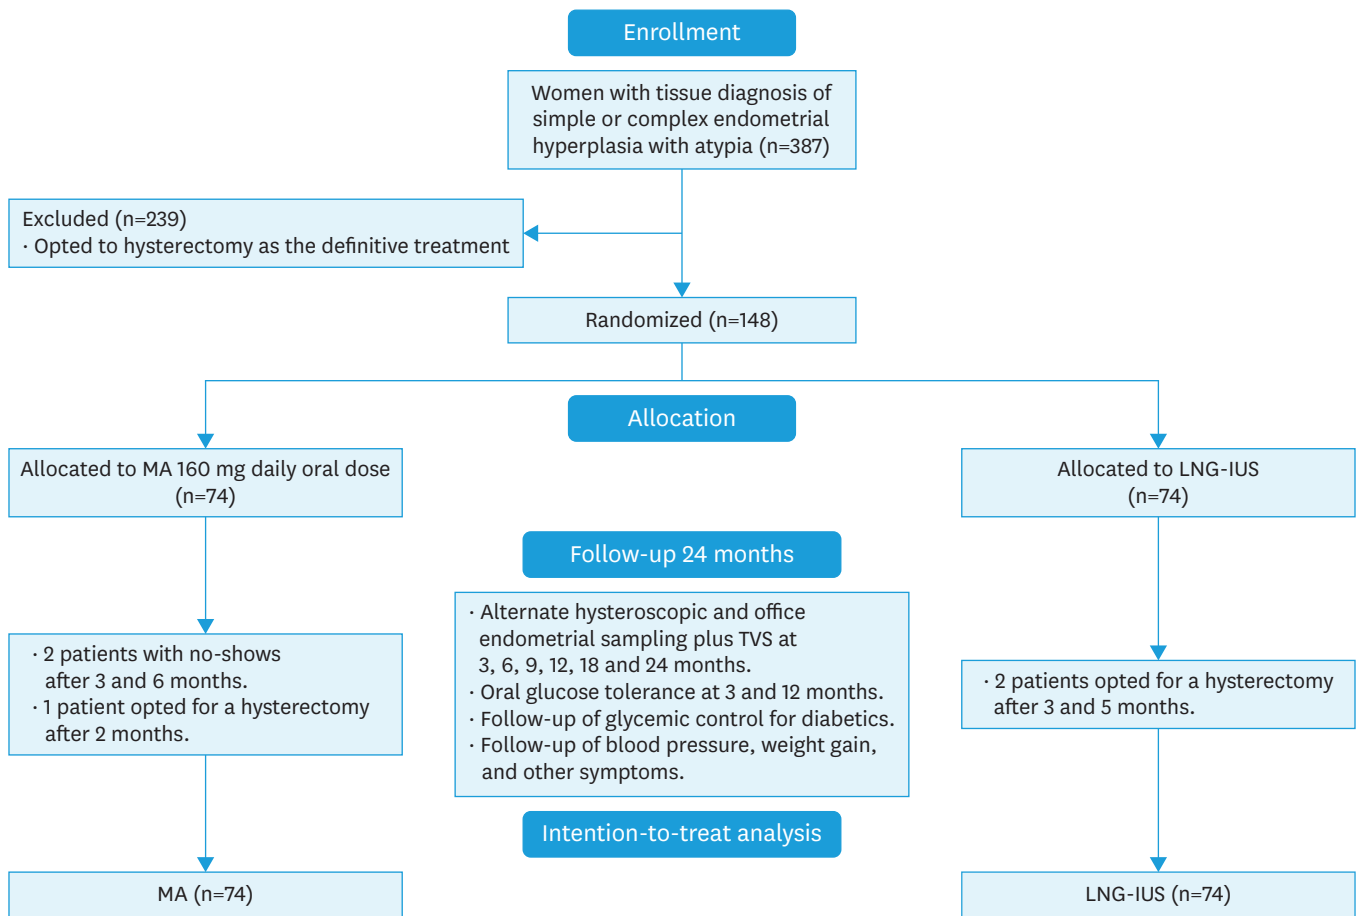 Enrollment
Women with tissue diagnosis of
simple or complex endometrial
hyperplasia with atypia (n=387)
Excluded (n=239)
· Opted to hysterectomy as the definitive treatment
Randomized (n=148)
Allocation
Allocated to MA 160 mg daily oral dose
(n=74)
Allocated to LNG-IUS
(n=74)
Follow-up 24 months
· 2 patients with no-shows
after 3 and 6 months.
· 1 patient opted for a hysterectomy
after 2 months.
· Alternate hysteroscopic and office
endometrial sampling plus TVS at
3, 6, 9, 12, 18 and 24 months.
· Oral glucose tolerance at 3 and 12 months.
· Follow-up of glycemic control for diabetics.
· Follow-up of blood pressure, weight gain,
and other symptoms.
· 2 patients opted for a hysterectomy
after 3 and 5 months.
Intention-to-treat analysis
MA (n=74)
LNG-IUS (n=74)